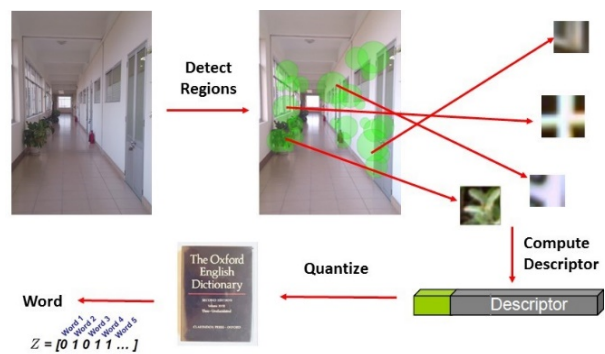 Detect
Regions
Compute
Descriptor
Descriptor
Quantize
The Oxford
English
Dictionary
Word
Word 1
Word 2
Word 3
Word 4
Word 5
Z = [0 1 0 1 1 ... ]